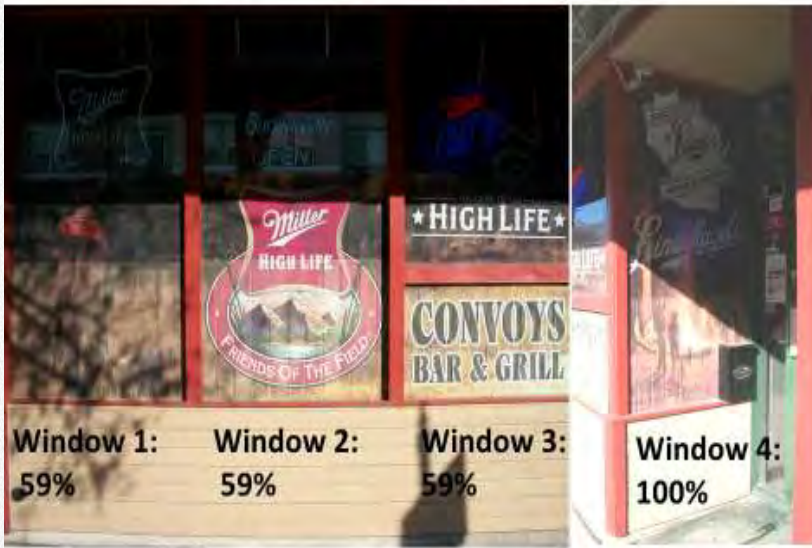 Miller
HIGH LIFE
FRIENDS OF THE FIELD
★HIGH LIFE★
CONVOYS
BAR & GRILL
Window 1:
59%
Window 2:
59%
Window 3:
59%
Window 4:
100%